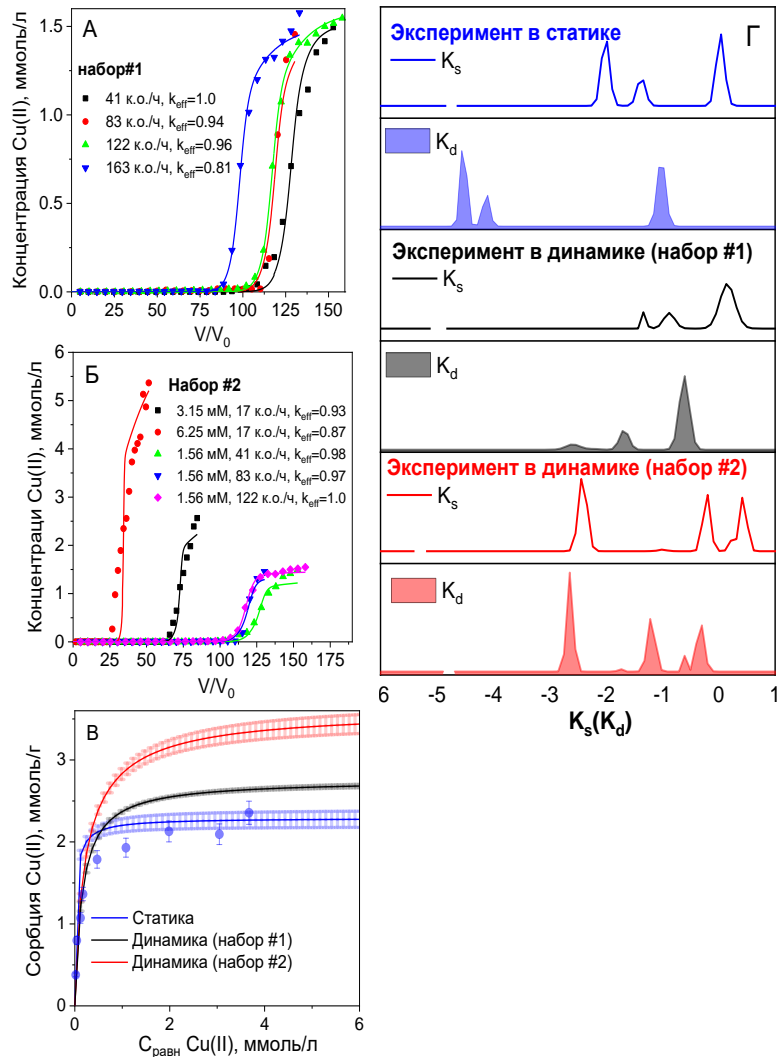 А
набор#1
41 к.о./ч, keff=1.0
83 к.о./ч, keff=0.94
122 к.о./ч, keff=0.96
163 к.о./ч, keff=0.81
Концентрация Cu(II), ммоль/л
0.0
0.5
1.0
1.5
0 25 50 75 100 125 150
V/V0
Б
Набор #2
3.15 мМ, 17 к.о./ч, keff=0.93
6.25 мМ, 17 к.о./ч, keff=0.87
1.56 мМ, 41 к.о./ч, keff=0.98
1.56 мМ, 83 к.о./ч, keff=0.97
1.56 мМ, 122 к.о./ч, keff=1.0
Концентраци Cu(II), ммоль/л
0
1
2
3
4
5
6
0 25 50 75 100 125 150 175
V/V0
В
Статика
Динамика (набор #1)
Динамика (набор #2)
Сорбция Cu(II), ммоль/г
0
1
2
3
0 2 4 6
Cравн Cu(II), ммоль/л
Г
Эксперимент в статике
Ks
Kd
Эксперимент в динамике (набор #1)
Ks
Kd
Эксперимент в динамике (набор #2)
Ks
Kd
6 -5 -4 -3 -2 -1 0 1
Ks(Kd)